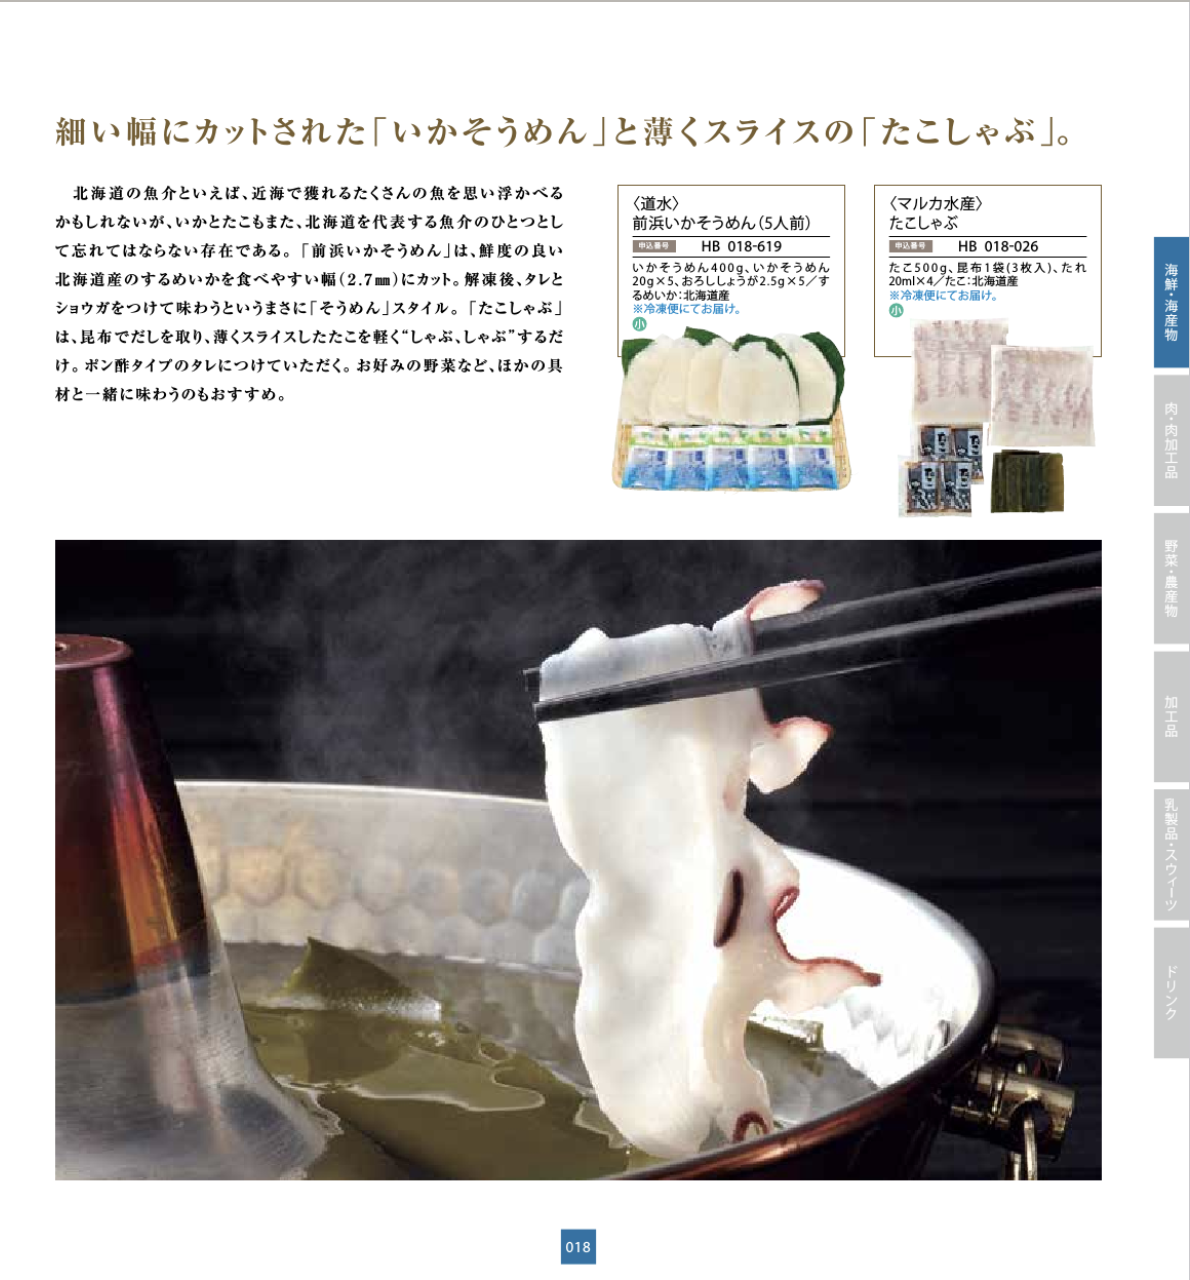 細い幅にカットされた「いかそうめん」と薄くスライスの「たこしゃぶ」。
北海道の魚介といえば、近海で獲れるたくさんの魚を思い浮かべる
かもしれないが、いかとたこもまた、北海道を代表する魚介のひとつとし
て忘れてはならない存在である。「前浜いかそうめん」は、鮮度の良い
北海道産のするめいかを食べやすい幅(2.7㎜)にカット。解凍後、タレと
ショウガをつけて味わうというまさに「そうめん」スタイル。「たこしゃぶ」
は、昆布でだしを取り、薄くスライスしたたこを軽く“しゃぶ、しゃぶ”するだ
け。ポン酢タイプのタレにつけていただく。お好みの野菜など、ほかの具
材と一緒に味わうのもおすすめ。
〈道水〉
前浜いかそうめん(5人前)
申込番号 HB 018-619
いかそうめん400g、いかそうめん
20g×5、おろししょうが2.5g×5／す
るめいか：北海道産
※冷凍便にてお届け。
小
〈マルカ水産〉
たこしゃぶ
申込番号 HB 018-026
たこ500g、昆布1袋(3枚入)、たれ
20ml×4／たこ：北海道産
※冷凍便にてお届け。
小
海鮮・海産物
肉・肉加工品
野菜・農産物
加工品
乳製品・スウィーツ
ドリンク
018